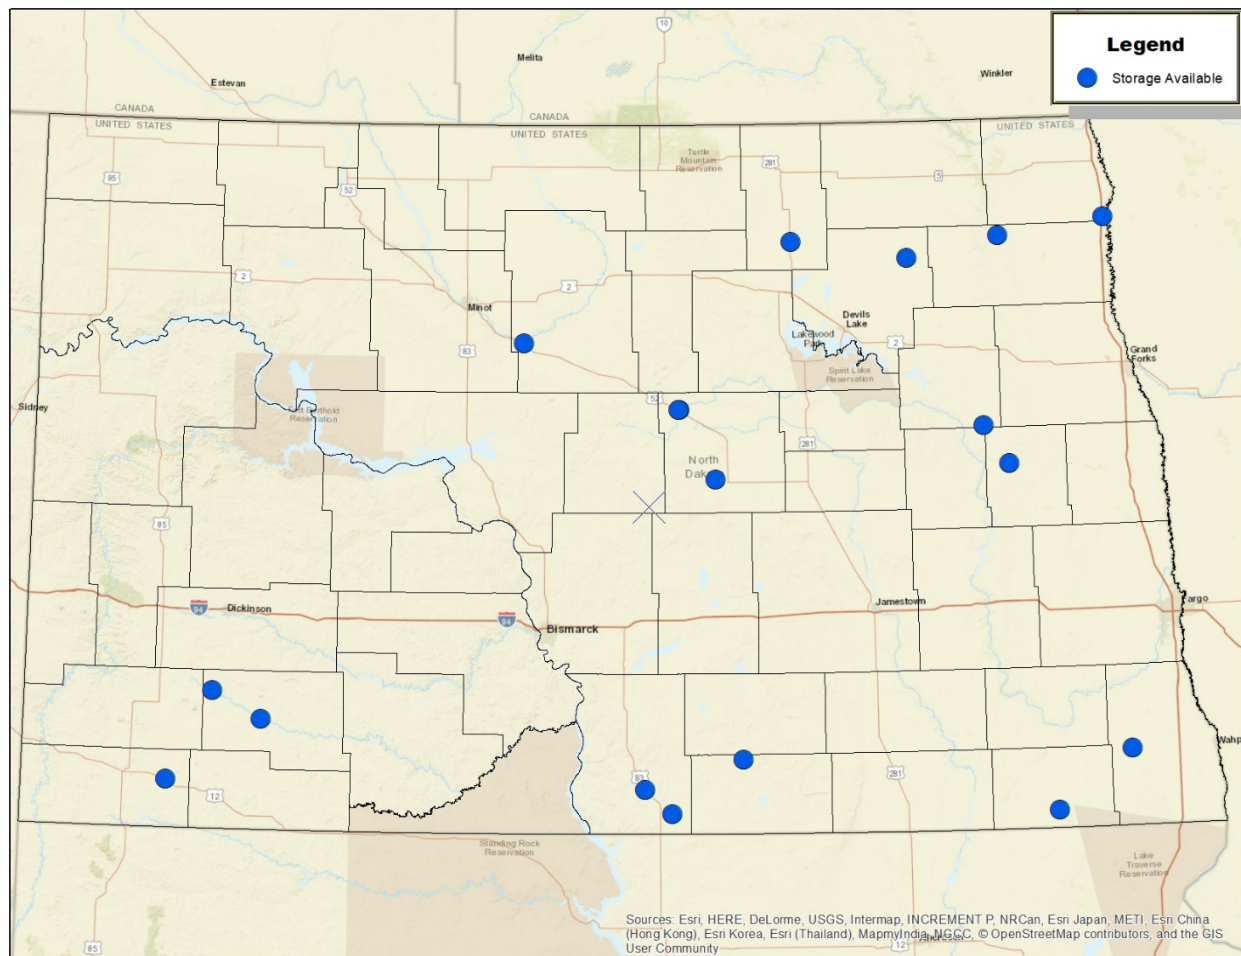 Legend
Storage Available
10
Melita
Winkler
Estevan
CANADA
UNITED STATES
CANADA
UNITED STATES
UNITED STATES
Turtle
Mountain
Reservation
281
5
85
52
2
2
Minot
Devils
Lake
Lakewood
Park
2
83
Grand
Forks
Spirit Lake
Reservation
Sidney
52
Fort Berthold
Reservation
281
North
85
Jamestown
Fargo
94
Dickinson
94
Bismarck
Wahp
83
281
12
Standing Rock
Reservation
Lake
Traverse
Reservation
Sources: Esri, HERE, DeLorme, USGS, Intermap, INCREMENT P, NRCan, Esri Japan, METI, Esri China
(Hong Kong), Esri Korea, Esri (Thailand), MapmyIndia, NGCC, © OpenStreetMap contributors, and the GIS
User Community
85
12